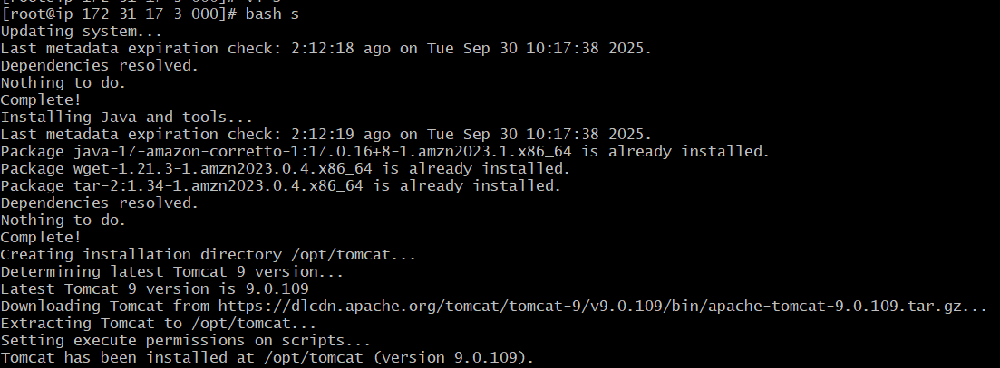 [root@ip-172-31-17-3 000]# bash s
Updating system...
Last metadata expiration check: 2:12:18 ago on Tue Sep 30 10:17:38 2025.
Dependencies resolved.
Nothing to do.
Complete!
Installing Java and tools...
Last metadata expiration check: 2:12:19 ago on Tue Sep 30 10:17:38 2025.
Package java-17-amazon-corretto-1:17.0.16+8-1.amzn2023.1.x86_64 is already installed.
Package wget-1.21.3-1.amzn2023.0.4.x86_64 is already installed.
Package tar-2:1.34-1.amzn2023.0.4.x86_64 is already installed.
Dependencies resolved.
Nothing to do.
Complete!
Creating installation directory /opt/tomcat...
Determining latest Tomcat 9 version...
Latest Tomcat 9 version is 9.0.109
Downloading Tomcat from https://dlcdn.apache.org/tomcat/tomcat-9/v9.0.109/bin/apache-tomcat-9.0.109.tar.gz...
Extracting Tomcat to /opt/tomcat...
Setting execute permissions on scripts...
Tomcat has been installed at /opt/tomcat (version 9.0.109).